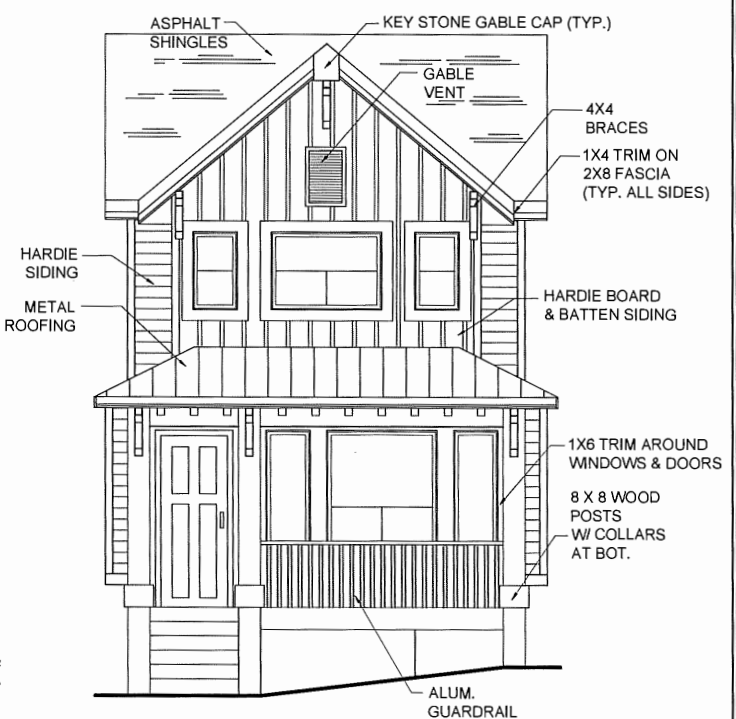 ASPHALT
SHINGLES
KEY STONE GABLE CAP (TYP.)
GABLE
VENT
4X4
BRACES
1X4 TRIM ON
2X8 FASCIA
(TYP. ALL SIDES)
HARDIE
SIDING
METAL
ROOFING
HARDIE BOARD
& BATTEN SIDING
1X6 TRIM AROUND
WINDOWS & DOORS
8 X 8 WOOD
POSTS
W/ COLLARS
AT BOT.
ALUM.
GUARDRAIL